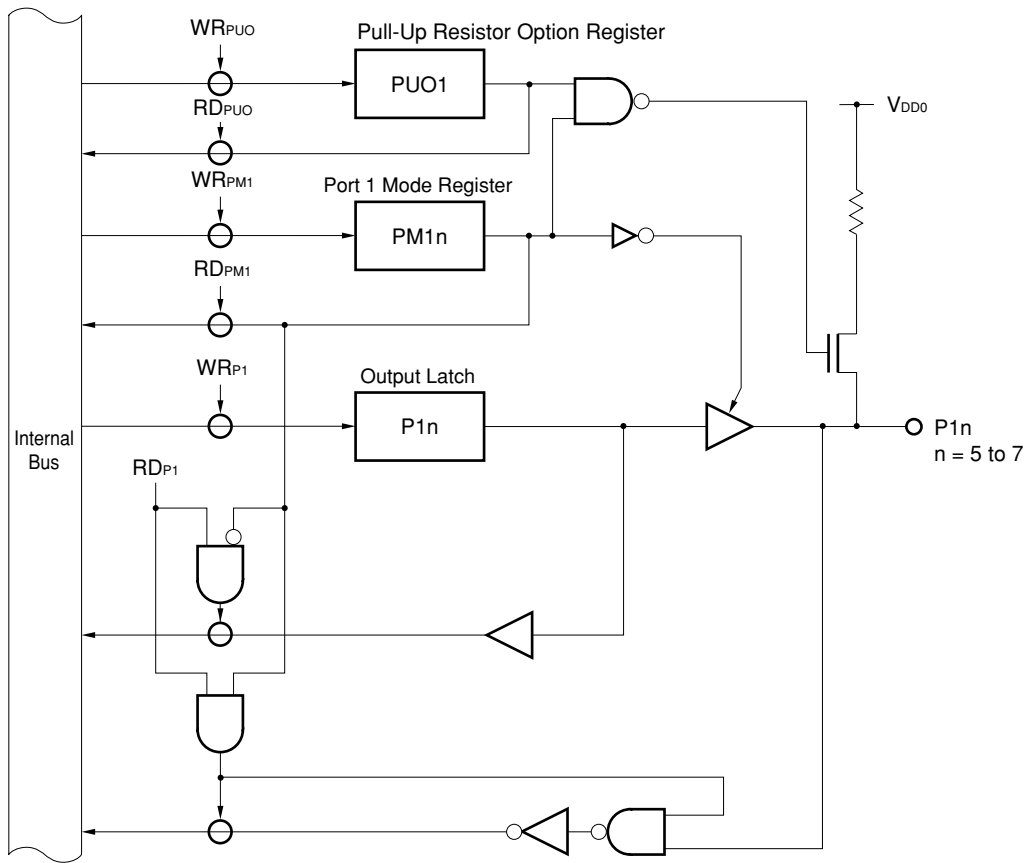 WRPUO
Pull-Up Resistor Option Register
PUO1
RDPUO
VDD0
WRPM1
Port 1 Mode Register
PM1n
RDPM1
WRP1
Output Latch
P1n
Internal
Bus
P1n
n = 5 to 7
RDP1